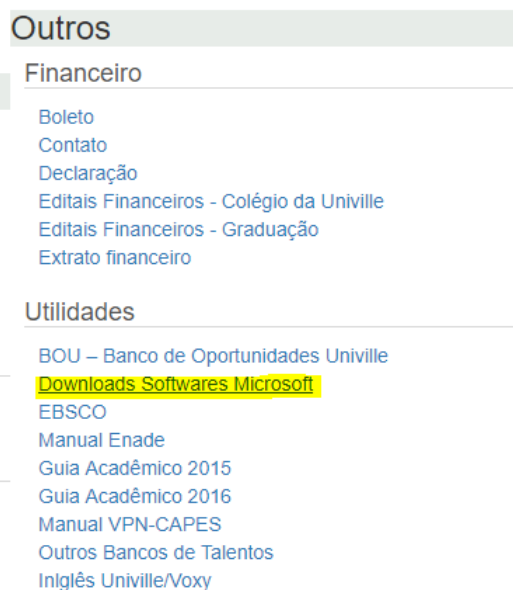 Outros
Financeiro
Boleto
Contato
Declaração
Editais Financeiros - Colégio da Univille
Editais Financeiros - Graduação
Extrato financeiro
Utilidades
BOU – Banco de Oportunidades Univille
Downloads Softwares Microsoft
EBSCO
Manual Enade
Guia Acadêmico 2015
Guia Acadêmico 2016
Manual VPN-CAPES
Outros Bancos de Talentos
Iniglês Univille/Voxy